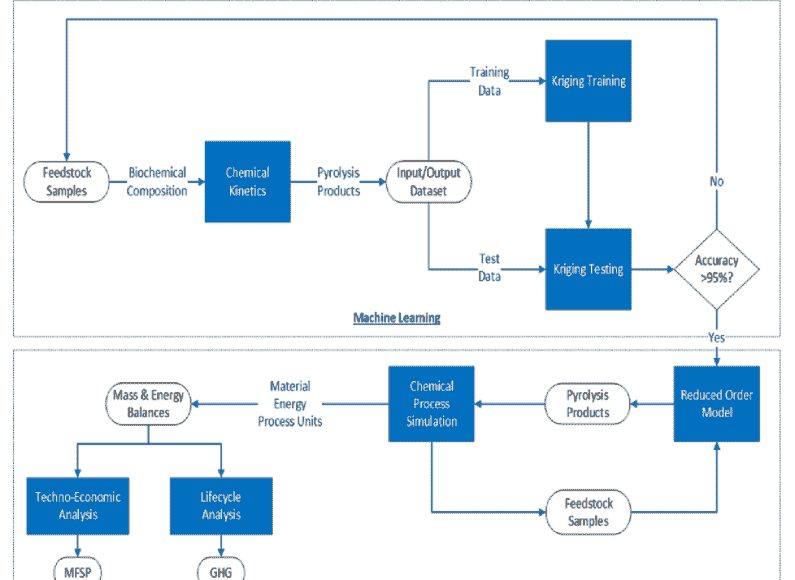 Training
Data
Kriging Training
Feedstock
Samples
Biochemical
Composition
Chemical
Kinetics
Pyrolysis
Products
Input/Output
Dataset
No
Test
Data
Kriging Testing
Accuracy
>95%?
Machine Learning
Yes
Mass & Energy
Balances
Material
Energy
Process Units
Chemical
Process
Simulation
Pyrolysis
Products
Reduced Order
Model
Techno-Economic
Analysis
Lifecycle
Analysis
Feedstock
Samples
MFSP
GHG